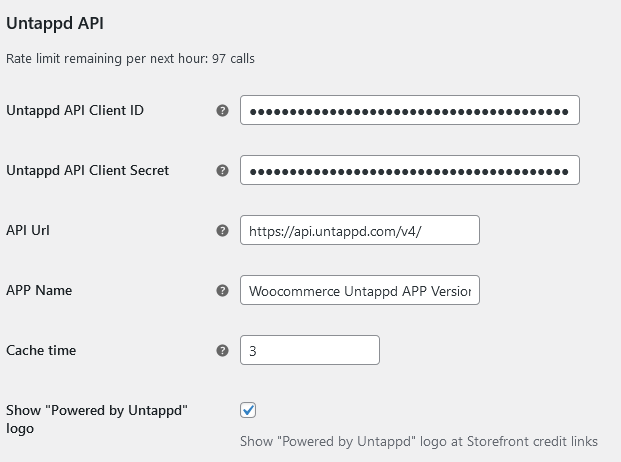 Untappd API
Rate limit remaining per next hour: 97 calls
Untappd API Client ID
Untappd API Client Secret
API Url
https://api.untappd.com/v4/
APP Name
Woocommerce Untappd APP Version
Cache time
3
Show "Powered by Untappd"
logo
Show "Powered by Untappd" logo at Storefront credit links